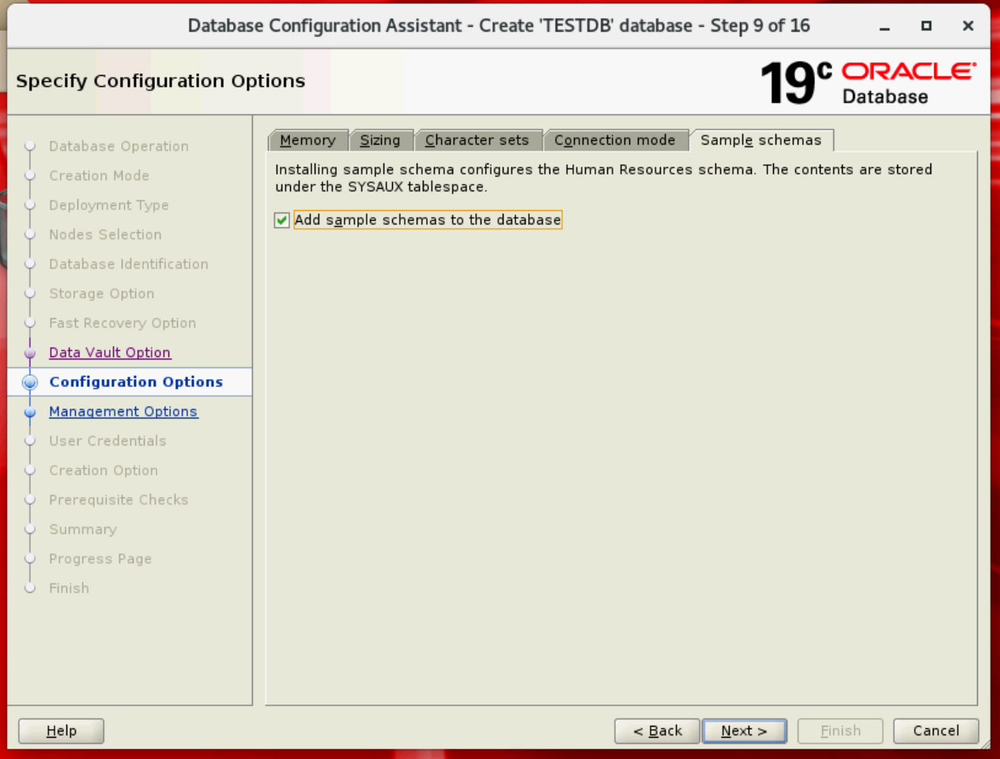 Database Configuration Assistant - Create 'TESTDB' database - Step 9 of 16
Specify Configuration Options
19c ORACLE
Database
Database Operation
Creation Mode
Deployment Type
Nodes Selection
Database Identification
Storage Option
Fast Recovery Option
Data Vault Option
Configuration Options
Management Options
User Credentials
Creation Option
Prerequisite Checks
Summary
Progress Page
Finish
Memory Sizing Character sets Connection mode Sample schemas
Installing sample schema configures the Human Resources schema. The contents are stored
under the SYSAUX tablespace.
Add sample schemas to the database
Help < Back Next > Finish Cancel